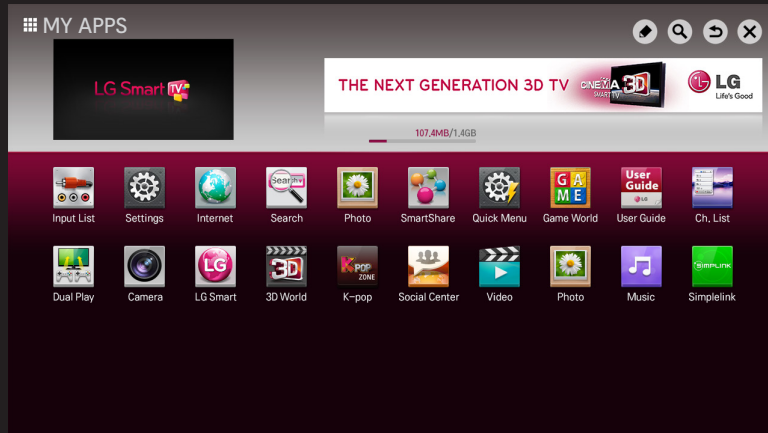 MY APPS
LG Smart TV
THE NEXT GENERATION 3D TV
CINEMA 3D
SMART TV
LG
Life's Good
107.4MB/1.4GB
Search
GAME
User Guide
LG
Input List Settings Internet Search Photo SmartShare Quick Menu Game World User Guide Ch. List
LG
3D
K-POP ZONE
SIMPLINK
Dual Play Camera LG Smart 3D World K-pop Social Center Video Photo Music Simplelink